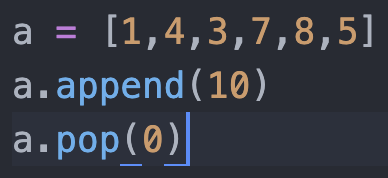 a = [1,4,3,7,8,5]
a.append(10)
a.pop(0)